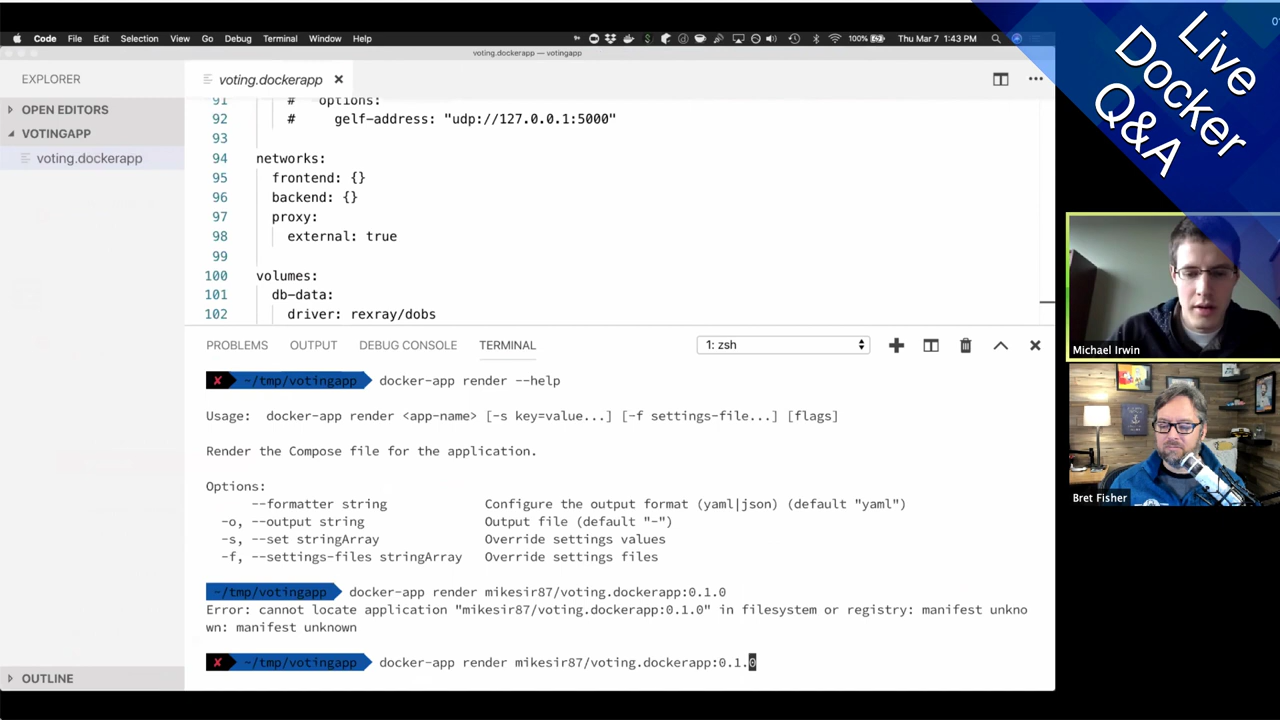 Code File Edit Selection View Go Debug Terminal Window Help 100% Thu Mar 7 1:43 PM
voting.dockerapp — votingapp
EXPLORER
OPEN EDITORS
VOTINGAPP
voting.dockerapp
OUTLINE
voting.dockerapp
91 # options:
92 # gelf-address: "udp://127.0.0.1:5000"
93
94 networks:
95 frontend: {}
96 backend: {}
97 proxy:
98 external: true
99
100 volumes:
101 db-data:
102 driver: rexray/dobs
PROBLEMS OUTPUT DEBUG CONSOLE TERMINAL 1: zsh
✘ ~/tmp/votingapp docker-app render --help
Usage: docker-app render <app-name> [-s key=value...] [-f settings-file...] [flags]
Render the Compose file for the application.
Options:
--formatter string Configure the output format (yaml|json) (default "yaml")
-o, --output string Output file (default "-")
-s, --set stringArray Override settings values
-f, --settings-files stringArray Override settings files
~/tmp/votingapp docker-app render mikesir87/voting.dockerapp:0.1.0
Error: cannot locate application "mikesir87/voting.dockerapp:0.1.0" in filesystem or registry: manifest unkno
wn: manifest unknown
✘ ~/tmp/votingapp docker-app render mikesir87/voting.dockerapp:0.1.0
Live
Docker
Q&A
Michael Irwin
Bret Fisher